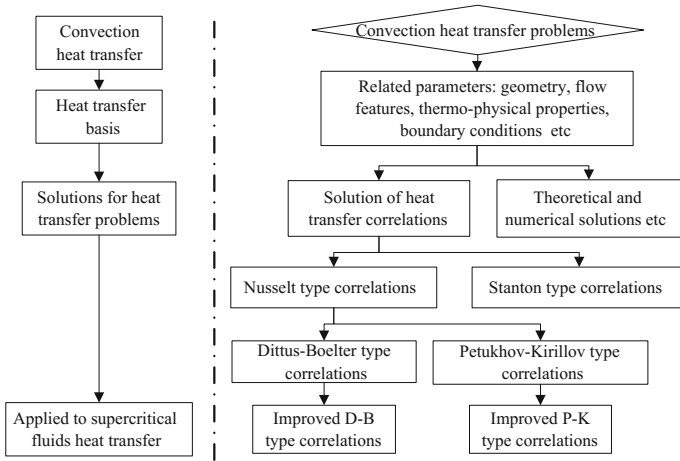 Convection
heat transfer
Heat transfer
basis
Solutions for heat
transfer problems
Applied to supercritical
fluids heat transfer
Convection heat transfer problems
Related parameters: geometry, flow
features, thermo-physical properties,
boundary conditions etc
Solution of heat
transfer correlations
Theoretical and
numerical solutions etc
Nusselt type correlations
Stanton type correlations
Dittus-Boelter type
correlations
Petukhov-Kirillov type
correlations
Improved D-B
type correlations
Improved P-K
type correlations